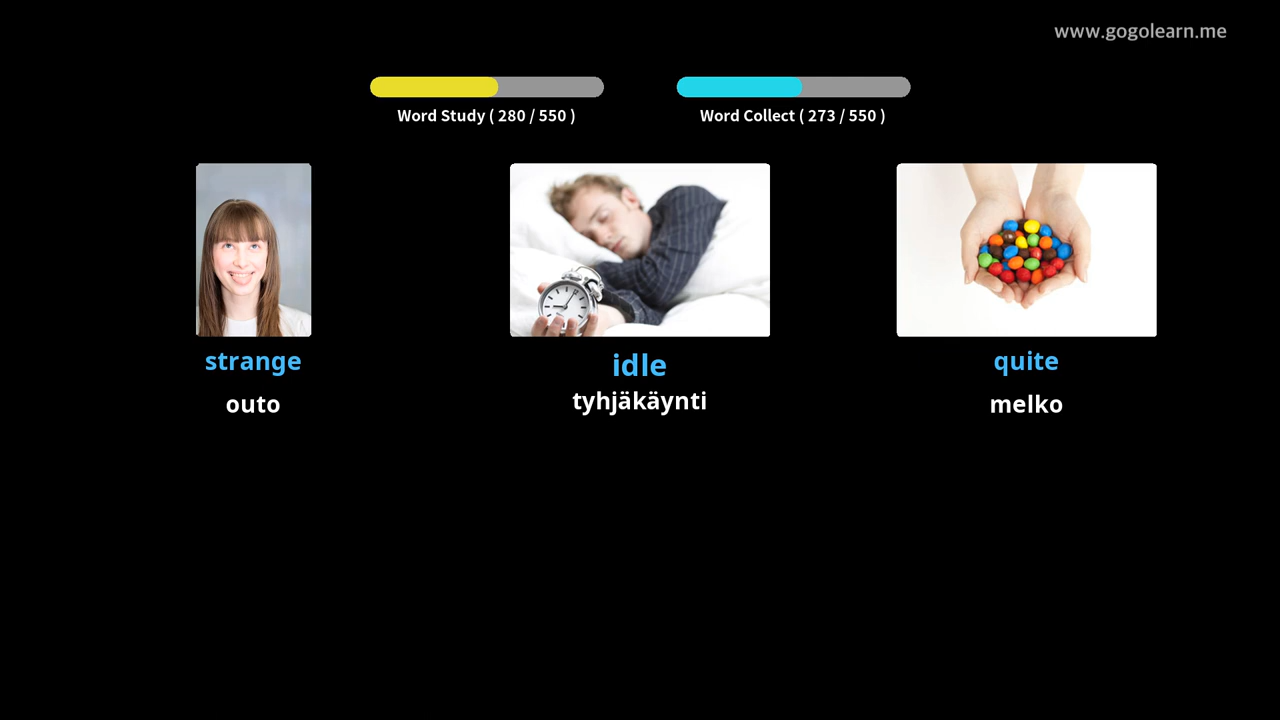 www.gogolearn.me
Word Study ( 280 / 550 )
Word Collect ( 273 / 550 )
strange
idle
quite
outo
tyhjäkäynti
melko